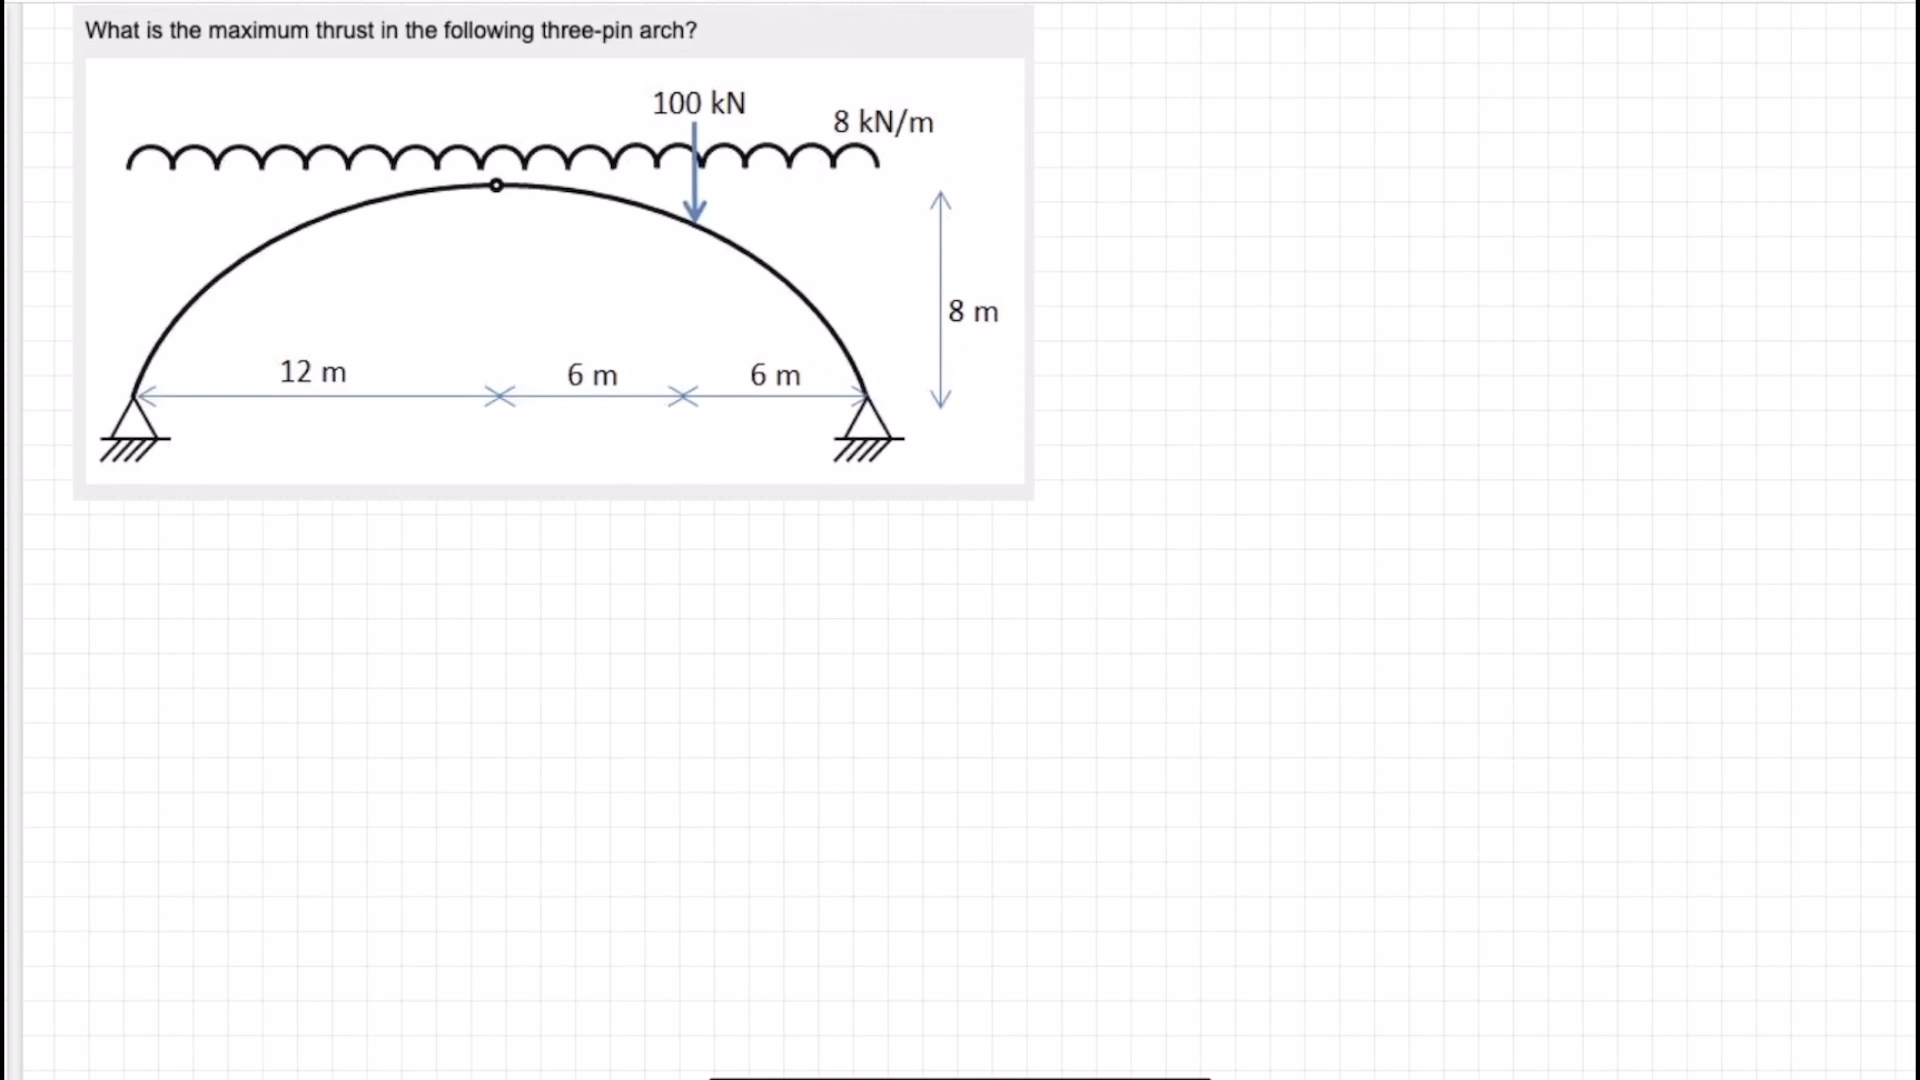 What is the maximum thrust in the following three-pin arch?
100 kN
8 kN/m
8 m
12 m
6 m
6 m